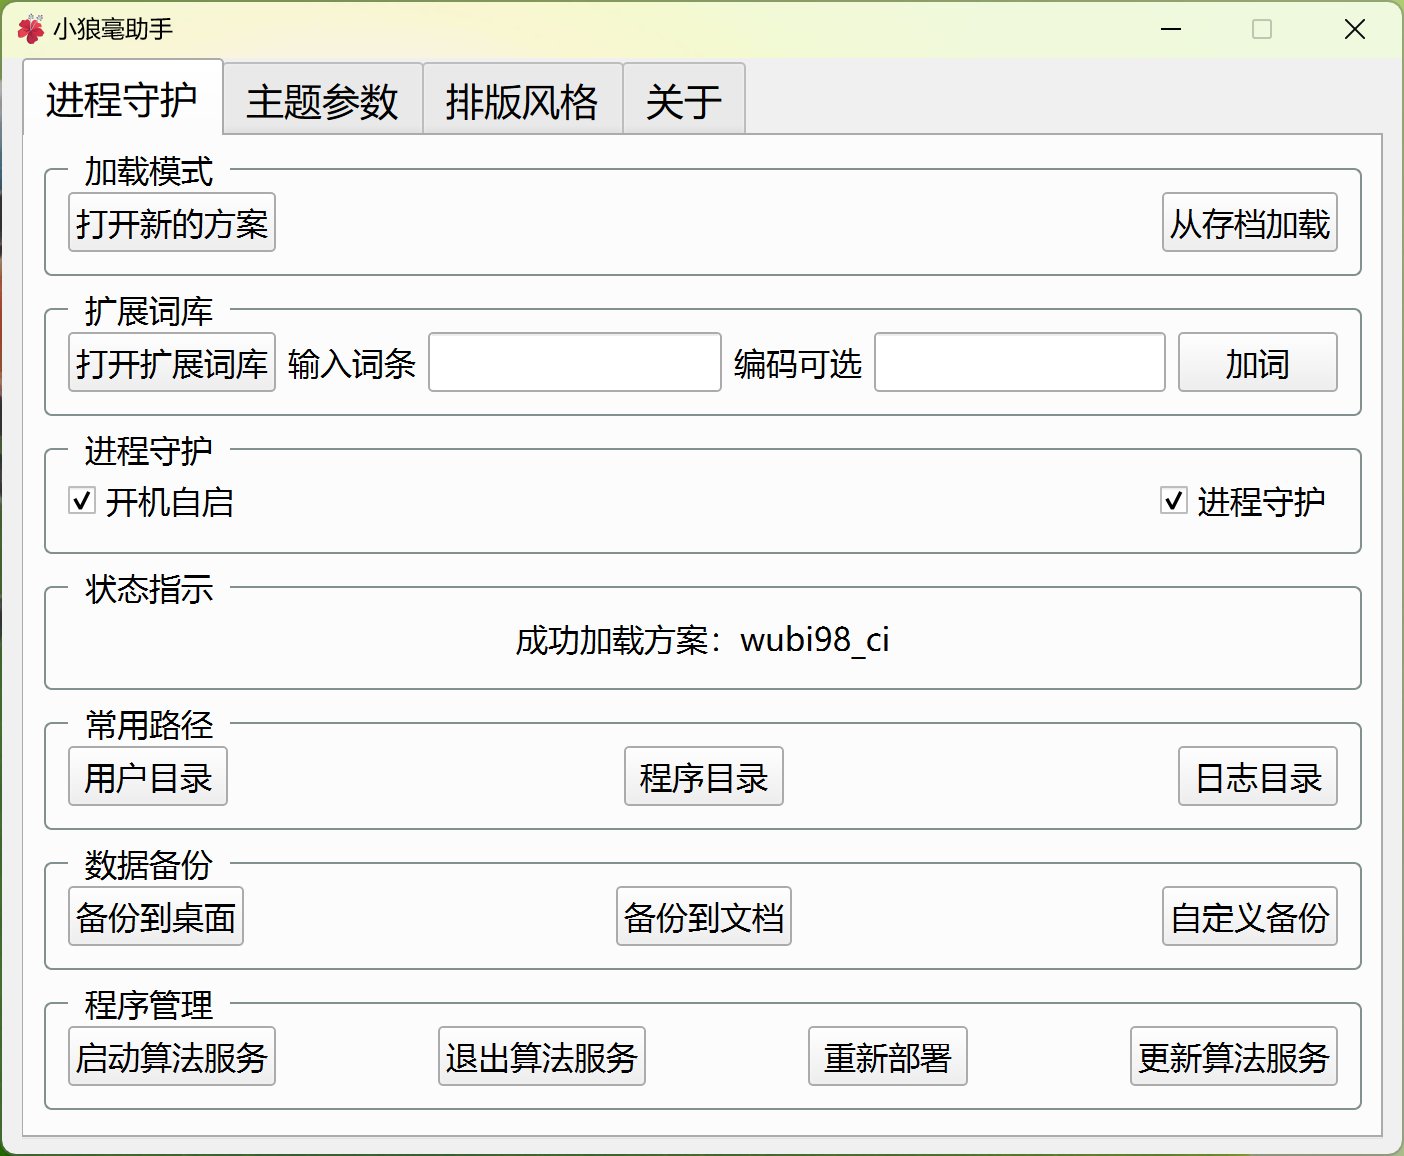 小狼毫助手
进程守护 主题参数 排版风格 关于
加载模式
打开新的方案 从存档加载
扩展词库
打开扩展词库 输入词条 编码可选 加词
进程守护
开机自启 进程守护
状态指示
成功加载方案：wubi98_ci
常用路径
用户目录 程序目录 日志目录
数据备份
备份到桌面 备份到文档 自定义备份
程序管理
启动算法服务 退出算法服务 重新部署 更新算法服务